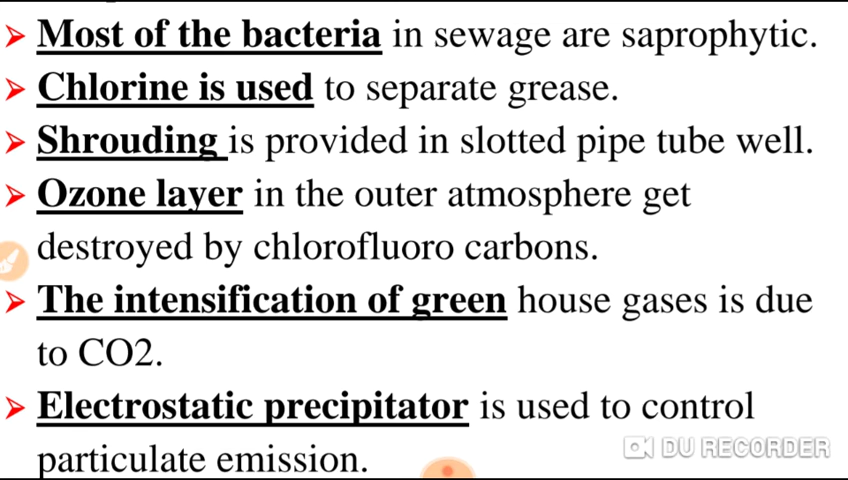 ➢ Most of the bacteria in sewage are saprophytic.
➢ Chlorine is used to separate grease.
➢ Shrouding is provided in slotted pipe tube well.
➢ Ozone layer in the outer atmosphere get
destroyed by chlorofluoro carbons.
➢ The intensification of green house gases is due
to CO2.
➢ Electrostatic precipitator is used to control
particulate emission.
DU RECORDER